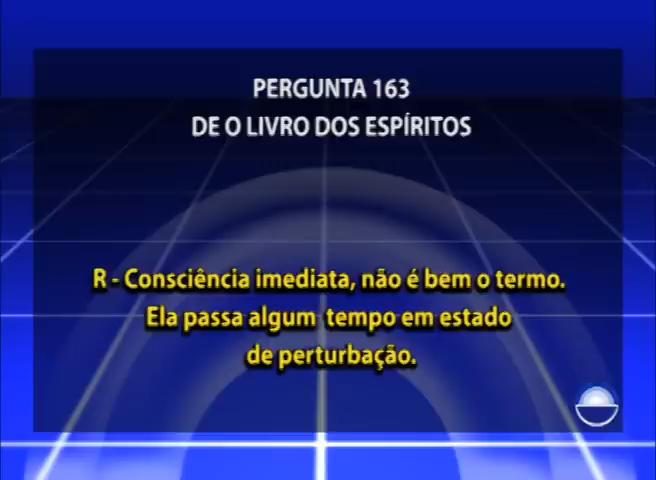 PERGUNTA 163
DE O LIVRO DOS ESPÍRITOS
R - Consciência imediata, não é bem o termo.
Ela passa algum tempo em estado
de perturbação.